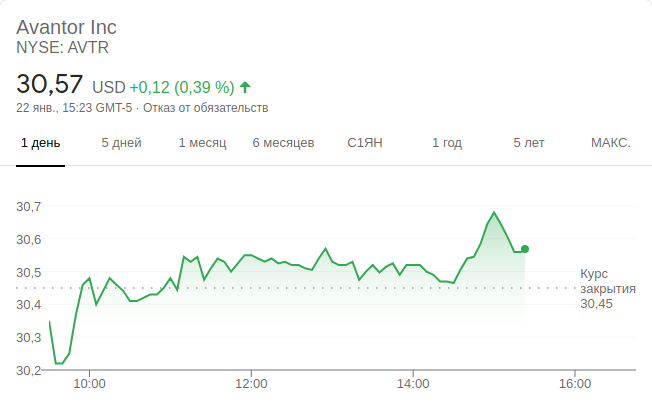 Avantor Inc
NYSE: AVTR
30,57 USD +0,12 (0,39 %)
22 янв., 15:23 GMT-5 · Отказ от обязательств
1 день 5 дней 1 месяц 6 месяцев С1ЯН 1 год 5 лет МАКС.
30,7
30,6
30,5
30,4
30,3
30,2
Курс
закрытия
30,45
10:00 12:00 14:00 16:00